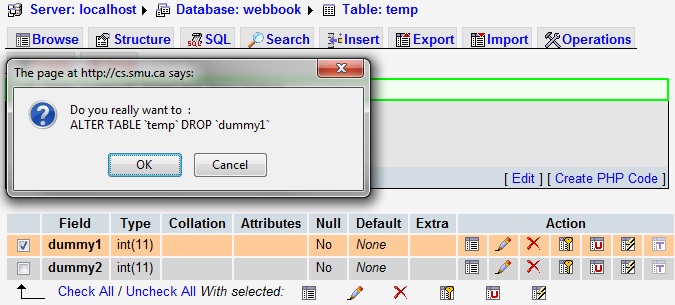 Server: localhost Database: webbook Table: temp
Browse Structure SQL Search Insert Export Import Operations
The page at http://cs.smu.ca says:
Do you really want to :
ALTER TABLE `temp` DROP `dummy1`
OK Cancel
[ Edit ] [ Create PHP Code ]
Field Type Collation Attributes Null Default Extra Action
dummy1 int(11) No None
dummy2 int(11) No None
Check All / Uncheck All With selected: